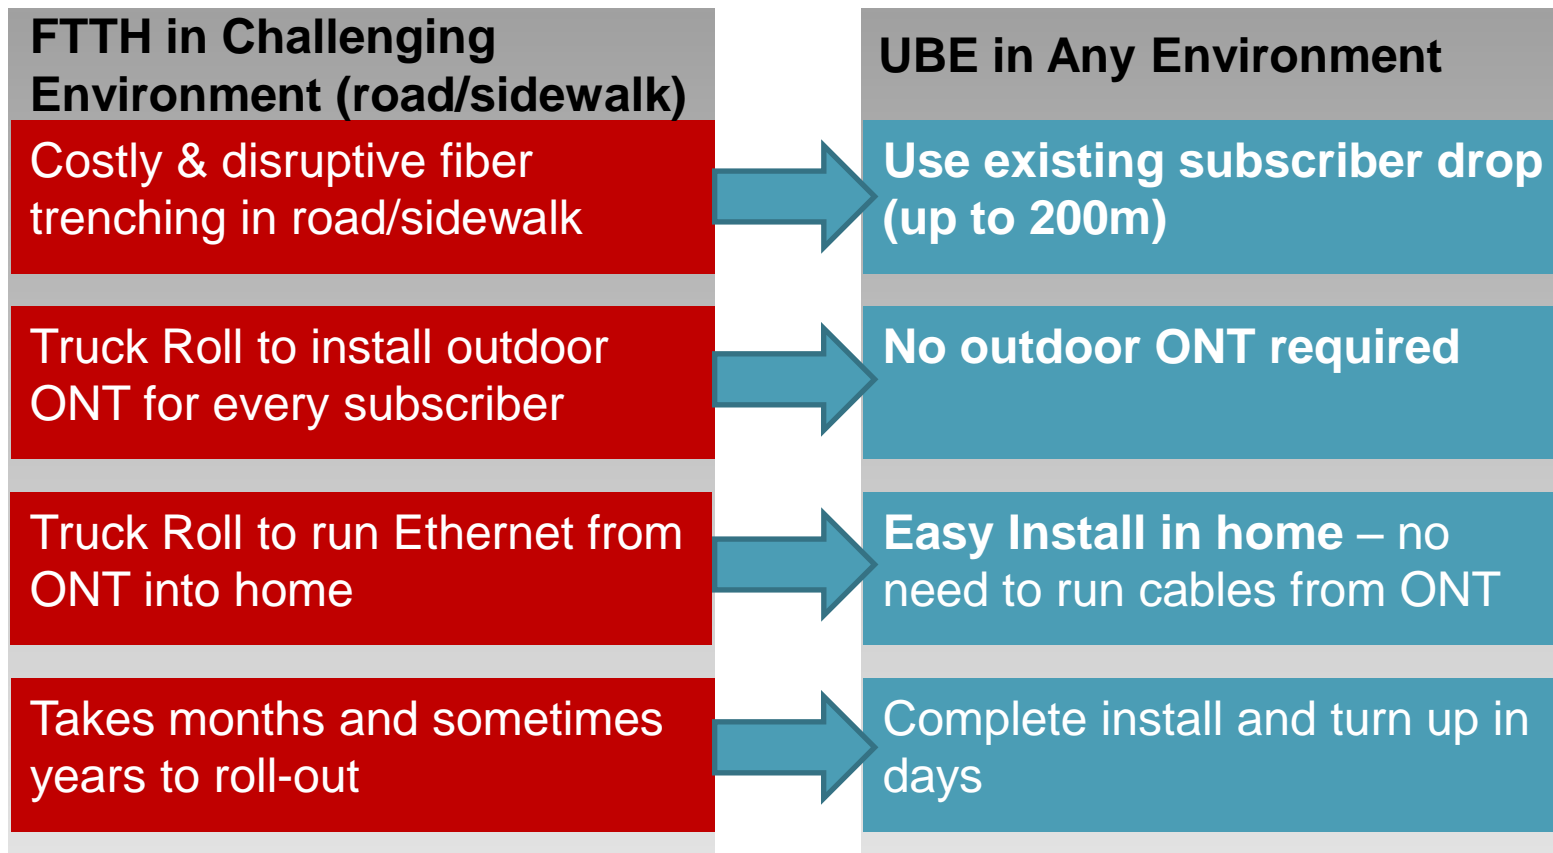 FTTH in Challenging
Environment (road/sidewalk)
UBE in Any Environment
Costly & disruptive fiber
trenching in road/sidewalk
Use existing subscriber drop
(up to 200m)
Truck Roll to install outdoor
ONT for every subscriber
No outdoor ONT required
Truck Roll to run Ethernet from
ONT into home
Easy Install in home – no
need to run cables from ONT
Takes months and sometimes
years to roll-out
Complete install and turn up in
days